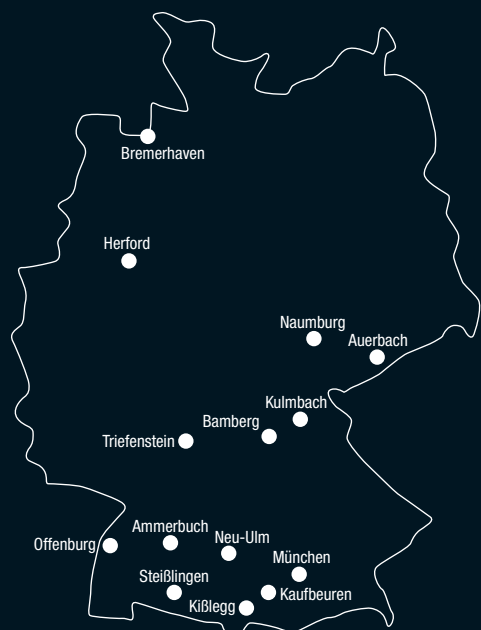 Bremerhaven
Herford
Naumburg
Auerbach
Kulmbach
Bamberg
Triefenstein
Ammerbuch
Offenburg
Neu-Ulm
München
Steißlingen
Kaufbeuren
Kißlegg